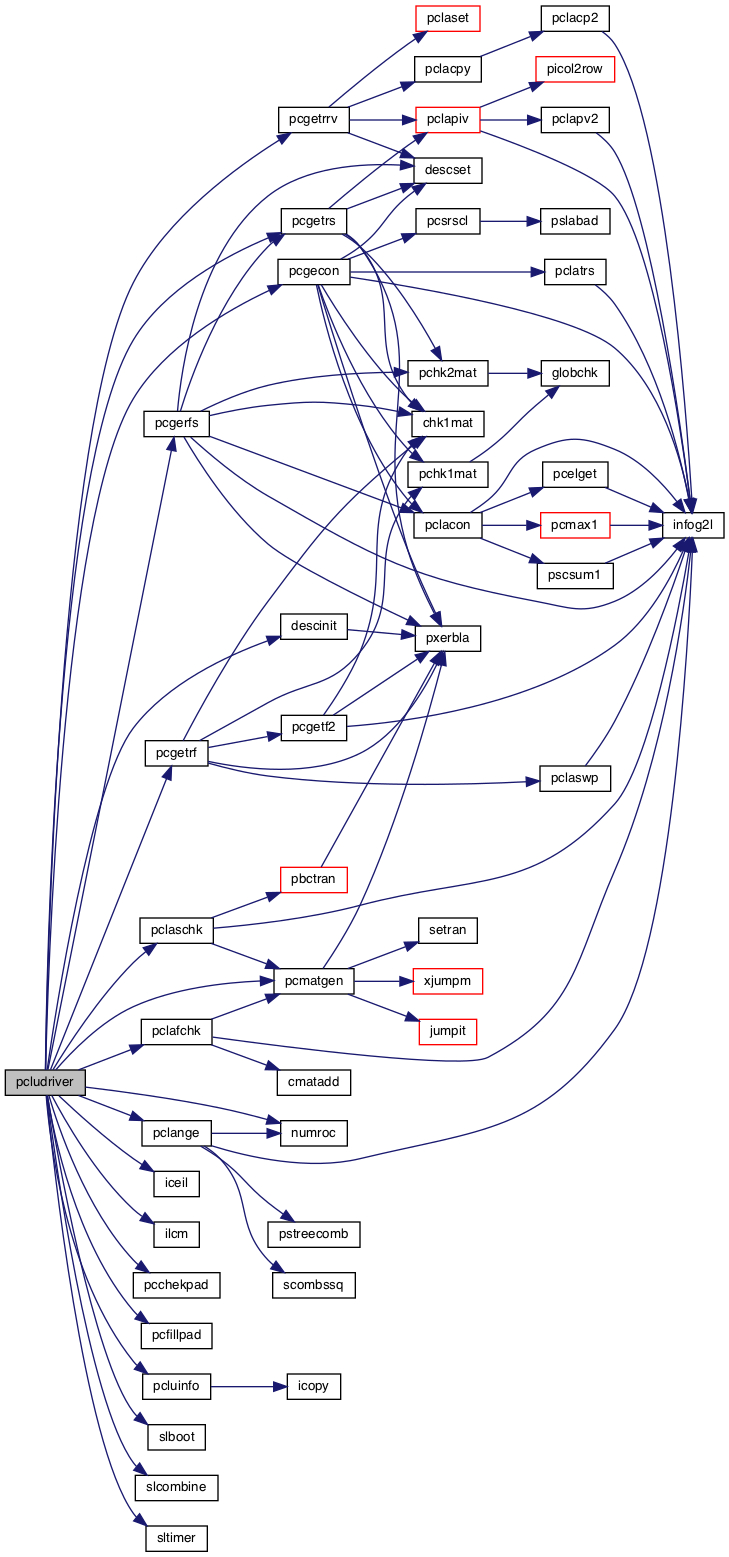 pclaset
pclacp2
pclacpy
picol2row
pcgetrrv
pclapiv
pclapv2
descset
pcgetrs
pcsrscl
pslabad
pcgecon
pclatrs
pchk2mat
globchk
pcgerfs
chk1mat
pchk1mat
pcelget
pclacon
pcmax1
infog2l
pscsum1
descinit
pxerbla
pcgetf2
pcgetrf
pclaswp
pbctran
pclaschk
setran
pcmatgen
xjumpm
pclafchk
jumpit
pcludriver
cmatadd
pclange
numroc
iceil
ilcm
pstreecomb
pcchekpad
scombssq
pcfillpad
pcluinfo
icopy
slboot
slcombine
sltimer